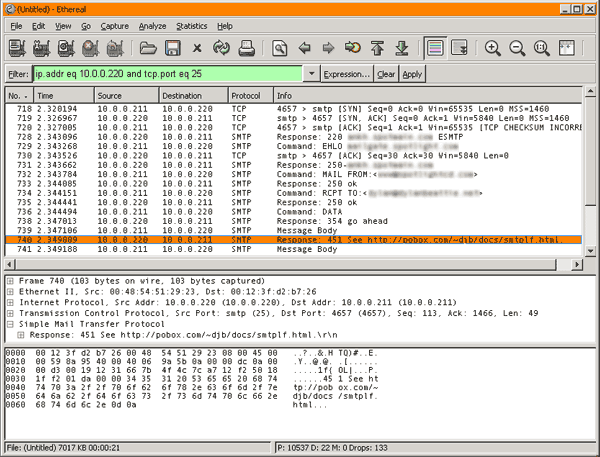 (Untitled) - Ethereal
File Edit View Go Capture Analyze Statistics Help
Filter: ip.addr eq 10.0.0.220 and tcp.port eq 25 Expression... Clear Apply
No. - Time Source Destination Protocol Info
718 2.320194 10.0.0.211 10.0.0.220 TCP 4657 > smtp [SYN] Seq=0 Ack=0 Win=65535 Len=0 MSS=1460
719 2.326967 10.0.0.220 10.0.0.211 TCP smtp > 4657 [SYN, ACK] Seq=0 Ack=1 Win=5840 Len=0 MSS=1460
720 2.327005 10.0.0.211 10.0.0.220 TCP 4657 > smtp [ACK] Seq=1 Ack=1 Win=65535 [TCP CHECKSUM INCORRE
728 2.343096 10.0.0.220 10.0.0.211 SMTP Response: 220 ESMTP
729 2.343268 10.0.0.211 10.0.0.220 SMTP Command: EHLO
730 2.343526 10.0.0.220 10.0.0.211 TCP smtp > 4657 [ACK] Seq=30 Ack=30 Win=5840 Len=0
731 2.343662 10.0.0.220 10.0.0.211 SMTP Response: 250-
732 2.343784 10.0.0.211 10.0.0.220 SMTP Command: MAIL FROM:<
733 2.344085 10.0.0.220 10.0.0.211 SMTP Response: 250 ok
734 2.344151 10.0.0.211 10.0.0.220 SMTP Command: RCPT TO:<
735 2.344441 10.0.0.220 10.0.0.211 SMTP Response: 250 ok
736 2.344494 10.0.0.211 10.0.0.220 SMTP Command: DATA
738 2.347013 10.0.0.220 10.0.0.211 SMTP Response: 354 go ahead
739 2.347106 10.0.0.211 10.0.0.220 SMTP Message Body
740 2.349089 10.0.0.220 10.0.0.211 SMTP Response: 451 See http://pobox.com/~djb/docs/smtplf.html.
741 2.349188 10.0.0.211 10.0.0.220 SMTP Message Body
Frame 740 (103 bytes on wire, 103 bytes captured)
Ethernet II, Src: 00:48:54:51:29:23, Dst: 00:12:3f:d2:b7:26
Internet Protocol, Src Addr: 10.0.0.220 (10.0.0.220), Dst Addr: 10.0.0.211 (10.0.0.211)
Transmission Control Protocol, Src Port: smtp (25), Dst Port: 4657 (4657), Seq: 113, Ack: 1466, Len: 49
Simple Mail Transfer Protocol
Response: 451 See http://pobox.com/~djb/docs/smtplf.html.\r\n
0000 00 12 3f d2 b7 26 00 48 54 51 29 23 08 00 45 00 ..?..&.H TQ)#..E.
0010 00 59 8a 95 40 00 40 06 9a 5b 0a 00 00 dc 0a 00 .Y..@.@. .[......
0020 00 d3 00 19 12 31 66 7b 4f 4c 7c a7 12 f2 50 18 .....1f{ OL|...P.
0030 1f f2 01 da 00 00 34 35 31 20 53 65 65 20 68 74 ......45 1 See ht
0040 74 70 3a 2f 2f 70 6f 62 6f 78 2e 63 6f 6d 2f 7e tp://pob ox.com/~
0050 64 6a 62 2f 64 6f 63 73 2f 73 6d 74 70 6c 66 2e djb/docs /smtplf.
0060 68 74 6d 6c 2e 0d 0a html...
File: (Untitled) 7017 KB 00:00:21 P: 10537 D: 22 M: 0 Drops: 133